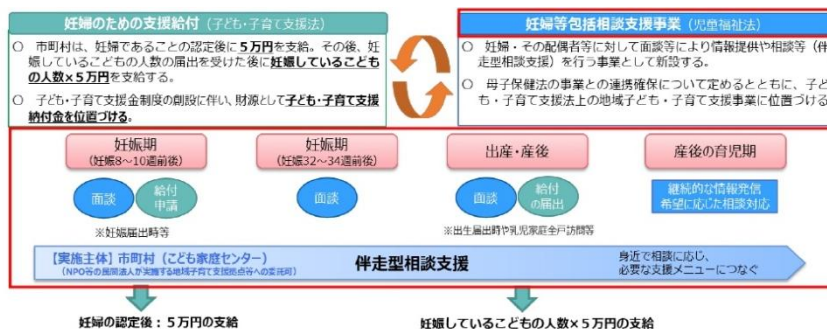 妊婦のための支援給付（子ども・子育て支援法）
○ 市町村は、妊婦であることの認定後に５万円を支給。その後、妊
娠しているこどもの人数の届出を受けた後に妊娠しているこども
の人数×５万円を支給する。
○ 子ども・子育て支援金制度の創設に伴い、財源として子ども・子育て支援
納付金を位置づける。
妊婦等包括相談支援事業（児童福祉法）
○ 妊婦・その配偶者等に対して面談等により情報提供や相談等（伴
走型相談支援）を行う事業として新設する。
○ 母子保健法の事業との連携確保について定めるとともに、子ど
も・子育て支援法上の地域子ども・子育て支援事業に位置づける
妊娠期
（妊娠8～10週前後）
面談
給付
申請
※妊娠届出時等
妊娠期
（妊娠32～34週前後）
面談
出産・産後
面談
給付
の届出
※出生届出時や乳児家庭全戸訪問等
産後の育児期
継続的な情報発信
希望に応じた相談対応
【実施主体】市町村（こども家庭センター）
（NPO等の民間法人が実施する地域子育て支援拠点等への委託可）
伴走型相談支援
身近で相談に応じ、
必要な支援メニューにつなぐ
妊婦の認定後：５万円の支給
妊娠しているこどもの人数×５万円の支給